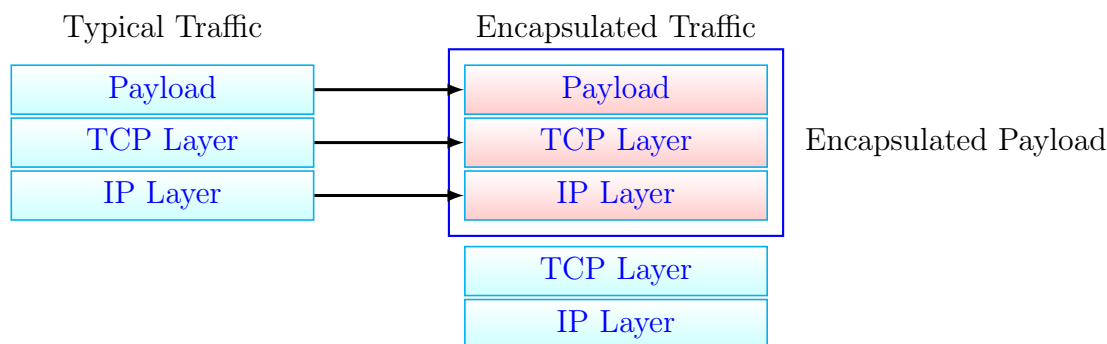 Typical Traffic
Encapsulated Traffic
Payload
Payload
TCP Layer
TCP Layer
Encapsulated Payload
IP Layer
IP Layer
TCP Layer
IP Layer